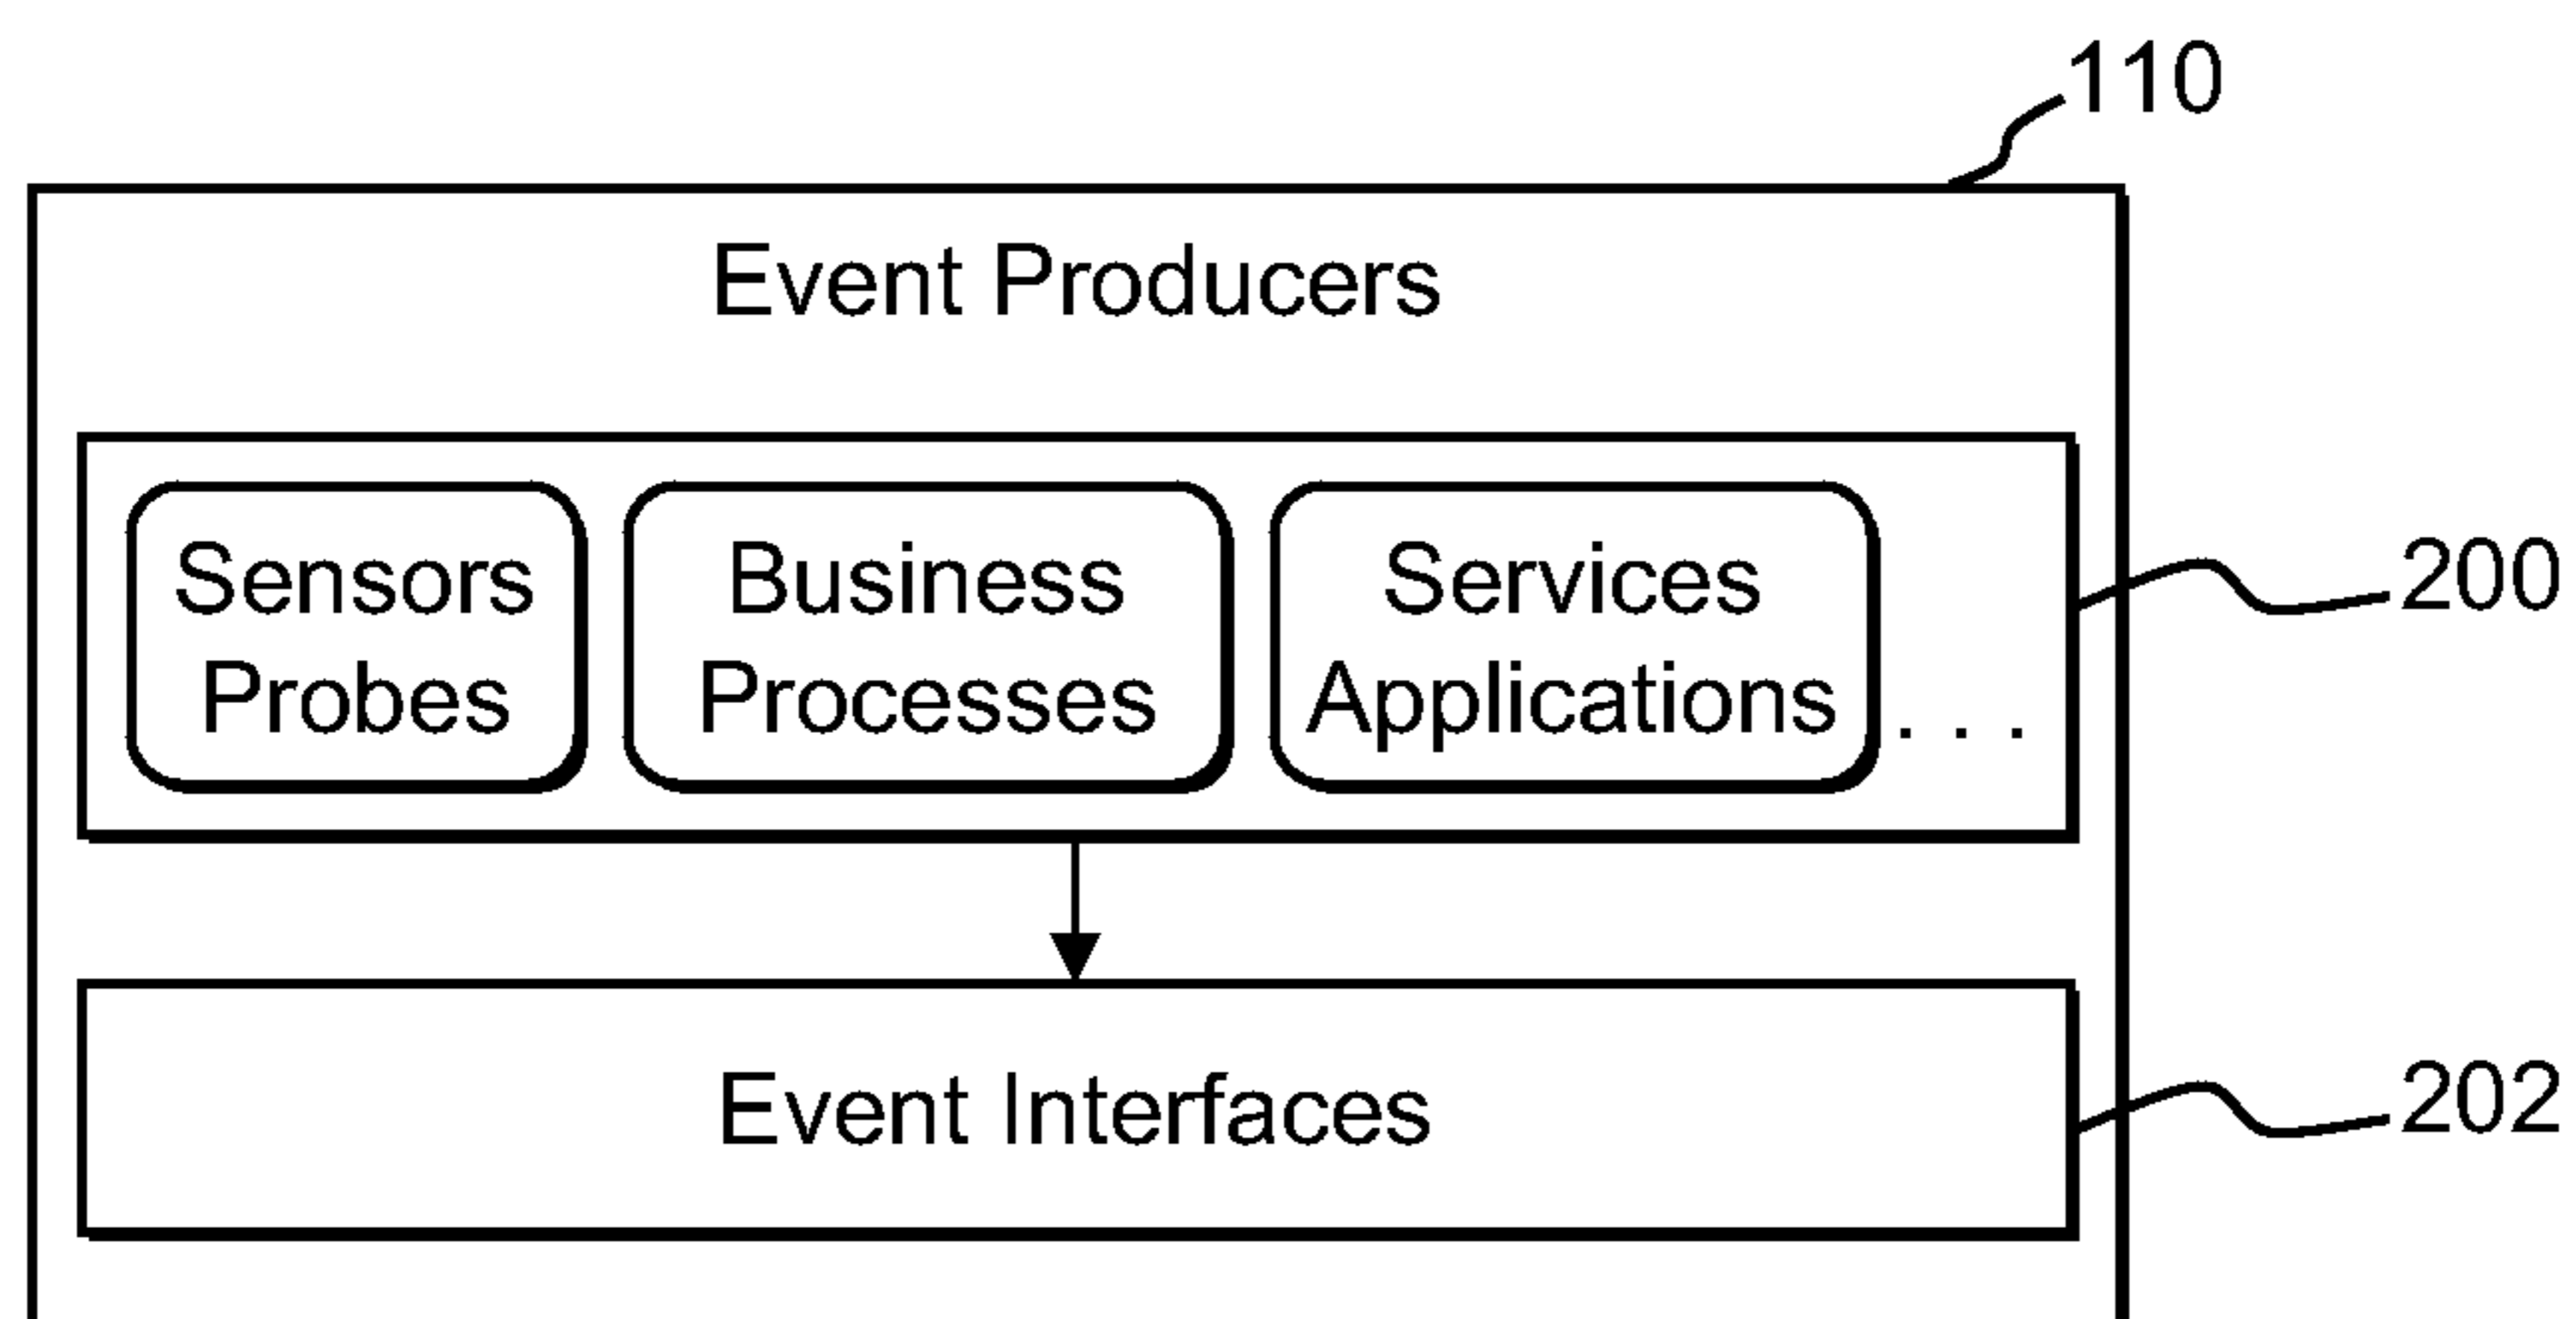 110
Event Producers
Sensors
Probes
Business
Processes
Services
Applications
. . .
200
Event Interfaces
202